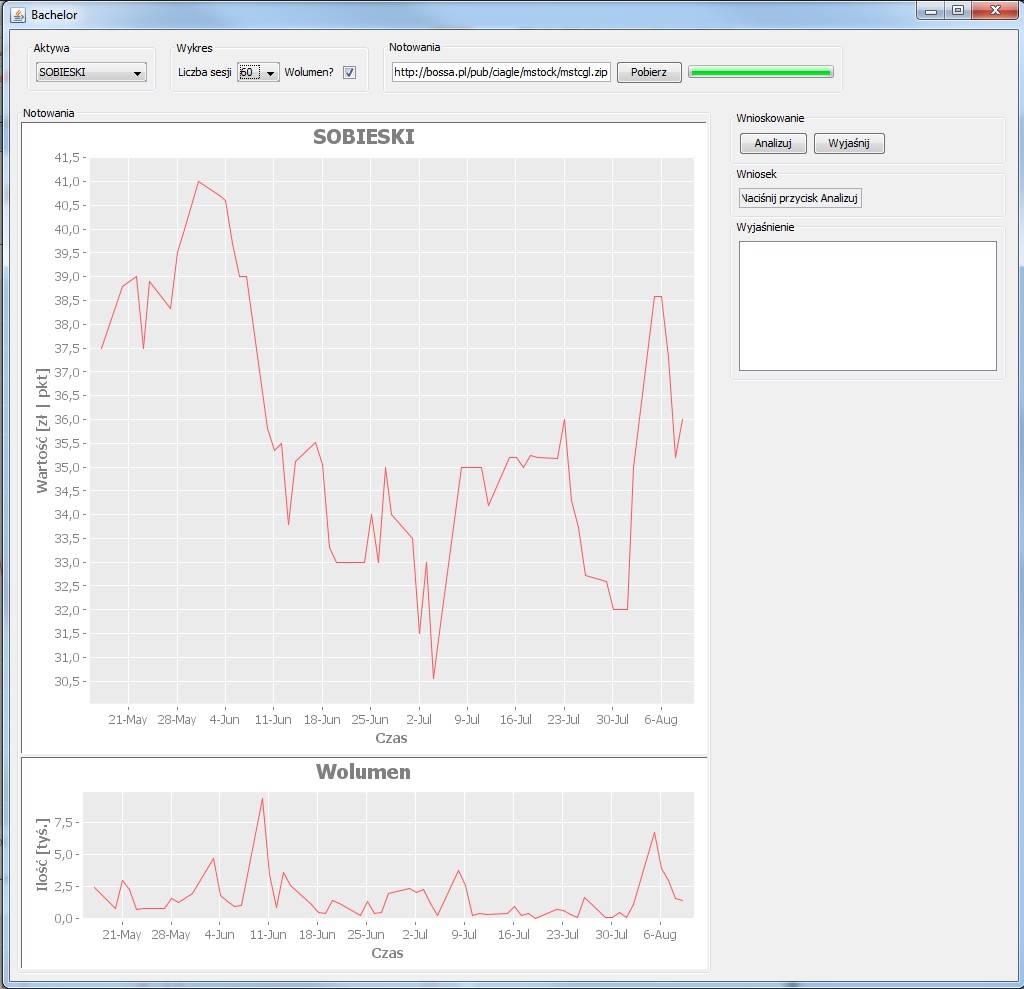 Bachelor
Aktywa
SOBIESKI
Wykres
Liczba sesji 60 Wolumen?
Notowania
http://bossa.pl/pub/ciagle/mstock/mstcgl.zip Pobierz
Notowania
SOBIESKI
41,5
41,0
40,5
40,0
39,5
39,0
38,5
38,0
37,5
37,0
36,5
36,0
35,5
35,0
34,5
34,0
33,5
33,0
32,5
32,0
31,5
31,0
30,5
Wartość [zł | pkt]
21-May 28-May 4-Jun 11-Jun 18-Jun 25-Jun 2-Jul 9-Jul 16-Jul 23-Jul 30-Jul 6-Aug
Czas
Wolumen
7,5
5,0
2,5
0,0
Ilość [tyś.]
21-May 28-May 4-Jun 11-Jun 18-Jun 25-Jun 2-Jul 9-Jul 16-Jul 23-Jul 30-Jul 6-Aug
Czas
Wnioskowanie
Analizuj Wyjaśnij
Wniosek
Naciśnij przycisk Analizuj
Wyjaśnienie